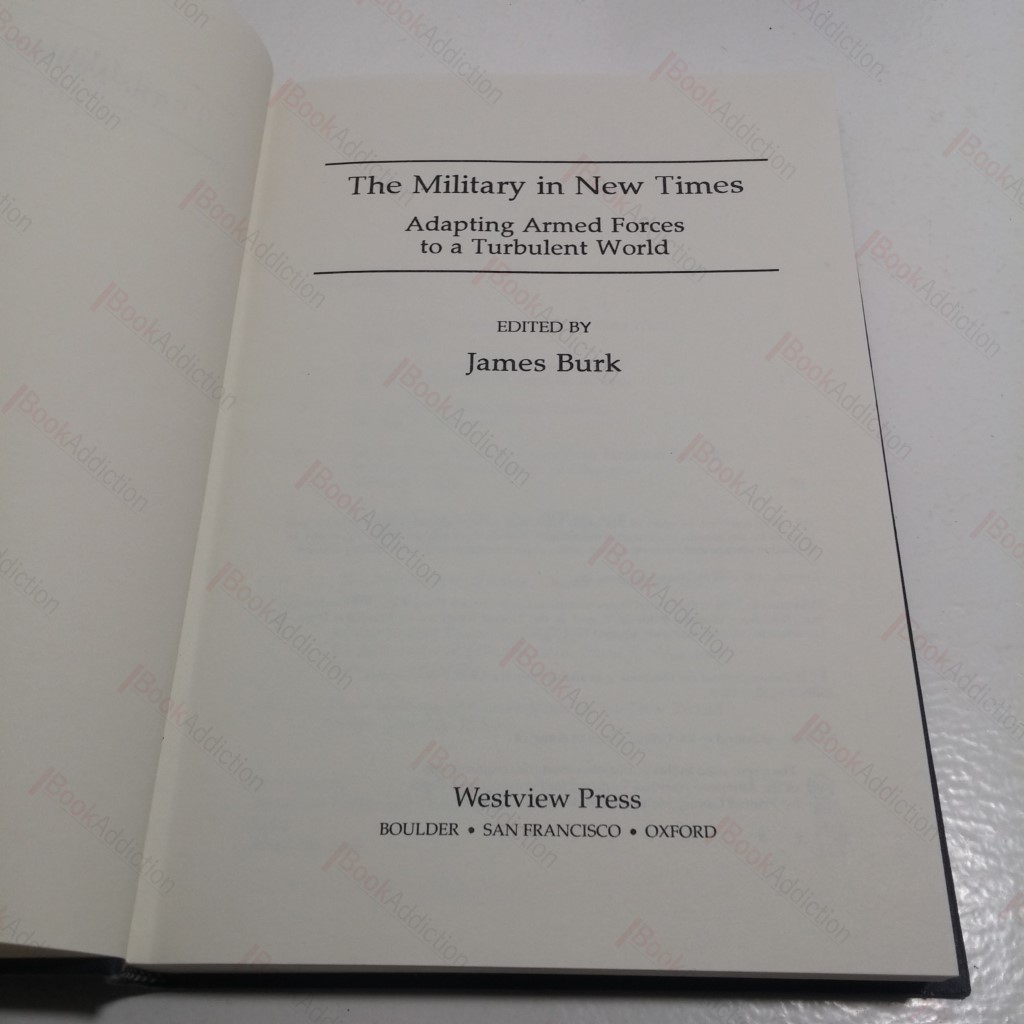 The Military in New Times
Adapting Armed Forces
to a Turbulent World
EDITED BY
James Burk
Westview Press
BOULDER • SAN FRANCISCO • OXFORD
BookAddiction